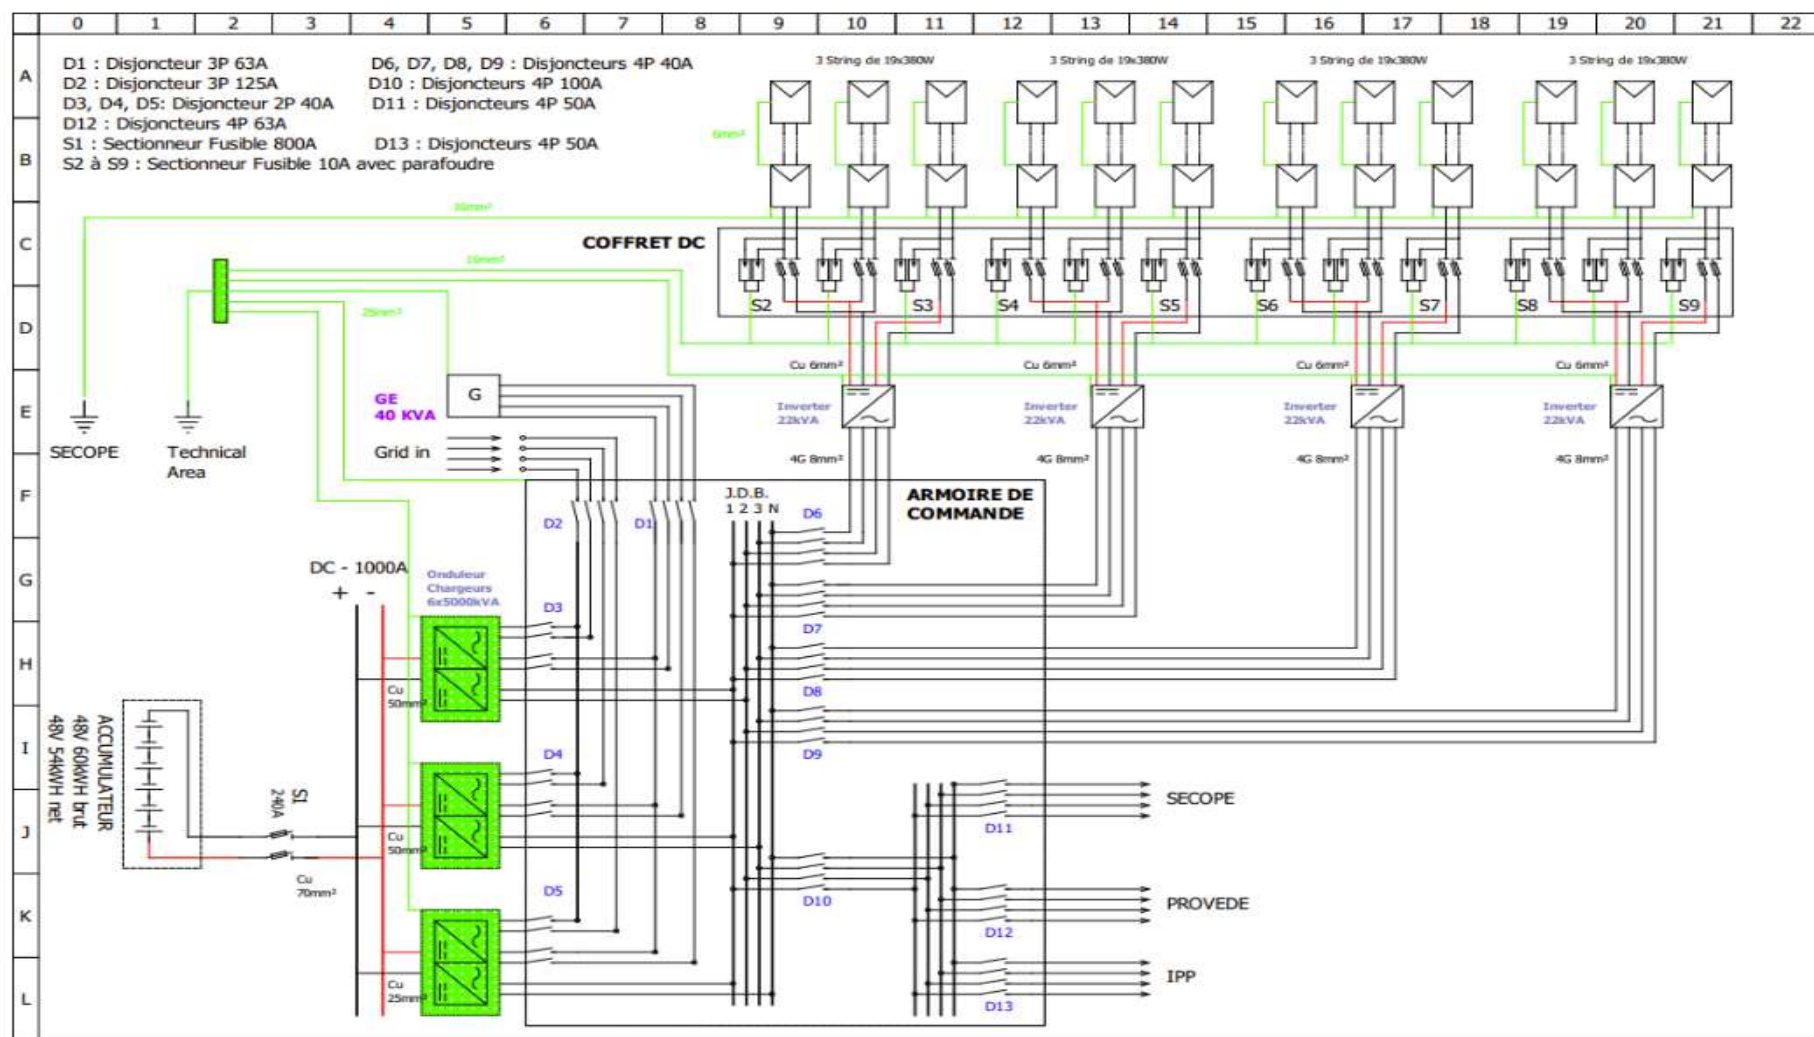 0 1 2 3 4 5 6 7 8 9 10 11 12 13 14 15 16 17 18 19 20 21 22
A
B
C
D
E
F
G
H
I
J
K
L
D1 : Disjoncteur 3P 63A
D6, D7, D8, D9 : Disjoncteurs 4P 40A
D2 : Disjoncteur 3P 125A
D10 : Disjoncteurs 4P 100A
D3, D4, D5: Disjoncteur 2P 40A
D11 : Disjoncteurs 4P 50A
D12 : Disjoncteurs 4P 63A
S1 : Sectionneur Fusible 800A
D13 : Disjoncteurs 4P 50A
S2 à S9 : Sectionneur Fusible 10A avec parafoudre
3 String de 19x380W
3 String de 19x380W
3 String de 19x380W
3 String de 19x380W
6mm²
COFFRET DC
16mm²
25mm²
S2
S3
S4
S5
S6
S7
S8
S9
Cu 6mm²
Cu 6mm²
Cu 6mm²
Cu 6mm²
GE
40 KVA
G
Inverter
22kVA
Inverter
22kVA
Inverter
22kVA
Inverter
22kVA
SECOPE
Technical
Area
Grid in
4G 8mm²
4G 8mm²
4G 8mm²
4G 8mm²
J.D.B.
1 2 3 N
ARMOIRE DE
COMMANDE
D2
D1
D6
DC - 1000A
+ -
Onduleur
Chargeurs
6x5000kVA
D3
D7
Cu
50mm²
D8
ACCUMULATEUR
48V 60kWH brut
48V 54kWH net
D4
D9
S1
240A
SECOPE
D11
Cu
50mm²
Cu
70mm²
D5
D10
PROVEDE
D12
IPP
Cu
25mm²
D13